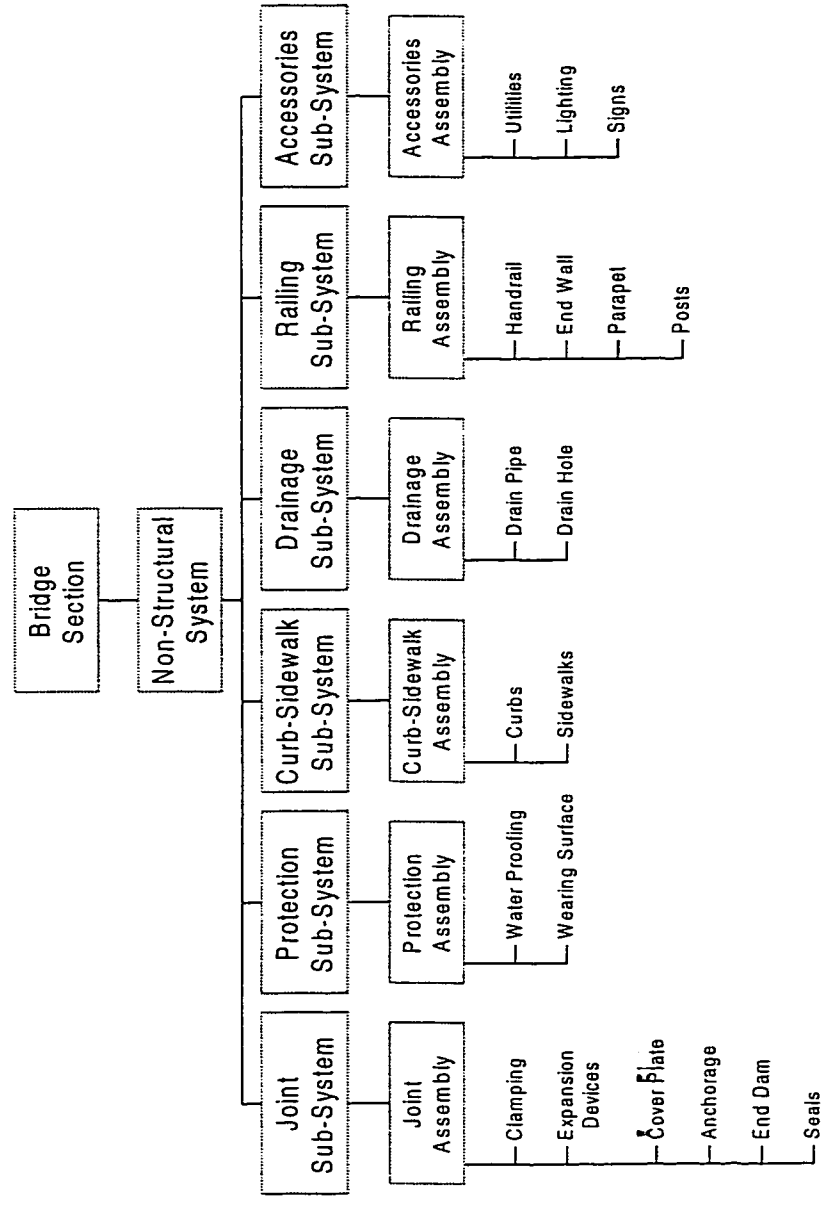 Bridge
Section
Non-Structural
System
Joint
Sub-System
Protection
Sub-System
Curb-Sidewalk
Sub-System
Drainage
Sub-System
Railing
Sub-System
Accessories
Sub-System
Joint
Assembly
Clamping
Expansion
Devices
Cover Plate
Anchorage
End Dam
Seals
Protection
Assembly
Water Proofing
Wearing Surface
Curb-Sidewalk
Assembly
Curbs
Sidewalks
Drainage
Assembly
Drain Pipe
Drain Hole
Railing
Assembly
Handrail
End Wall
Parapet
Posts
Accessories
Assembly
Utilities
Lighting
Signs